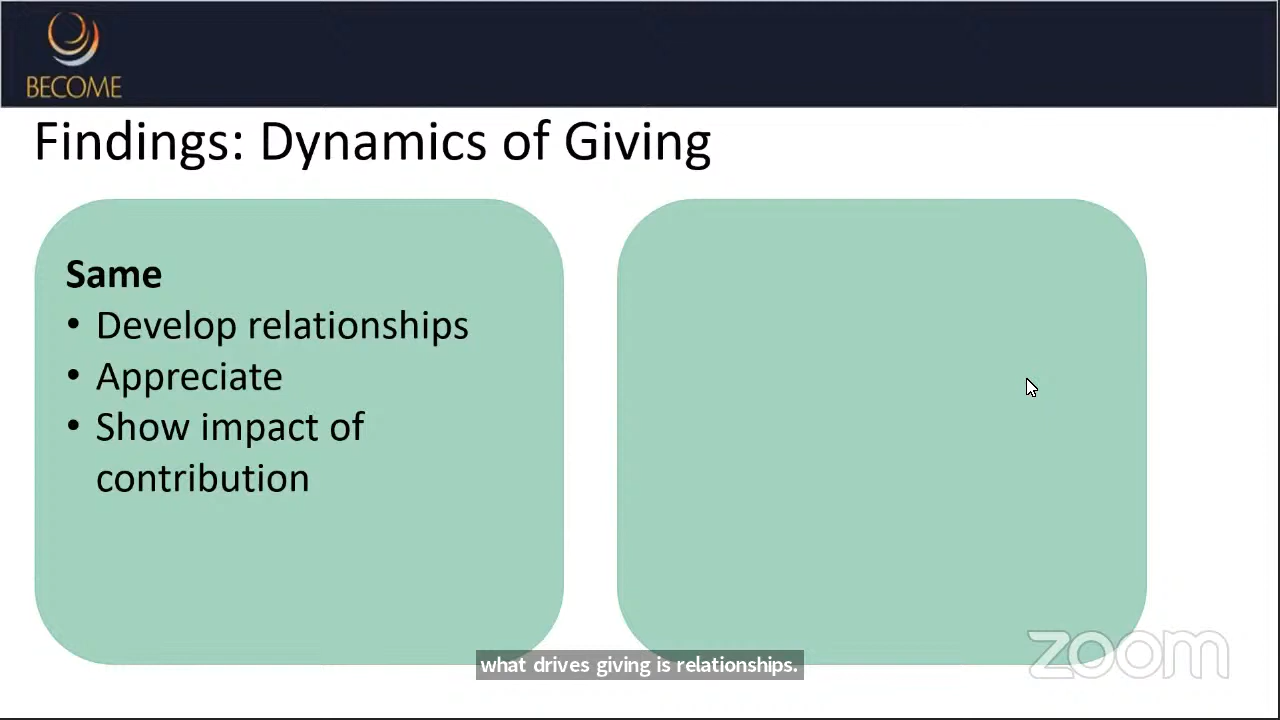 BECOME
Findings: Dynamics of Giving
Same
• Develop relationships
• Appreciate
• Show impact of
contribution
what drives giving is relationships.
zoom